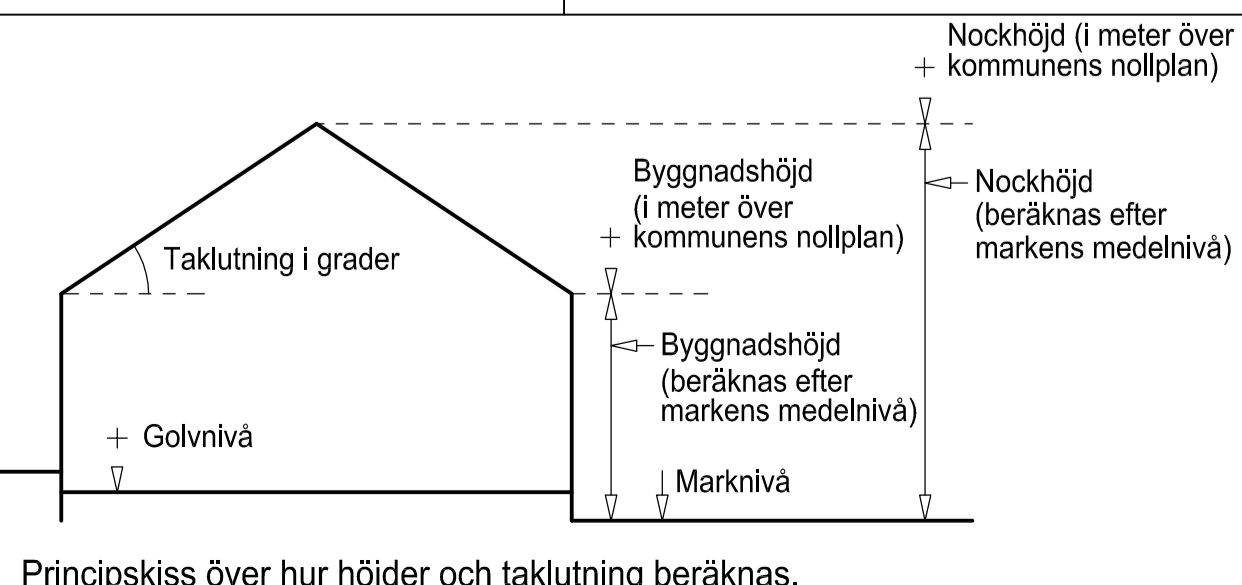 Nockhöjd (i meter över
+ kommunens nollplan)
Byggnadshöjd
(i meter över
+ kommunens nollplan)
Nockhöjd
(beräknas efter
markens medelnivå)
Taklutning i grader
Byggnadshöjd
(beräknas efter
markens medelnivå)
+ Golvnivå
Marknivå
Principskiss över hur höjder och taklutning beräknas.